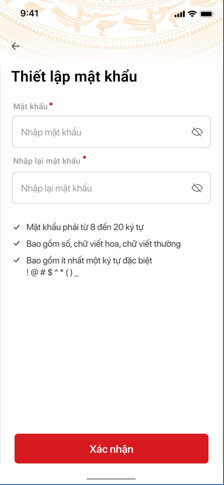 9:41
Thiết lập mật khẩu
Mật khẩu *
Nhập mật khẩu
Nhập lại mật khẩu *
Nhập lại mật khẩu
Mật khẩu phải từ 8 đến 20 ký tự
Bao gồm số, chữ viết hoa, chữ viết thường
Bao gồm ít nhất một ký tự đặc biệt
! @ # $ ^ * ( ) _
Xác nhận